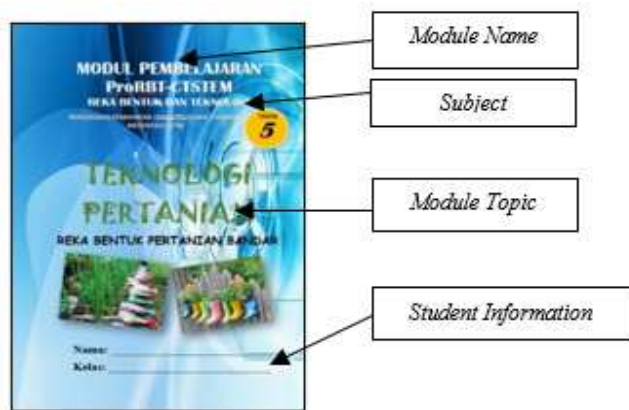 MODUL PEMBELAJARAN
ProRBT-CTSTEM
REKA BENTUK DAN TEKNOLOGI
5
TEKNOLOGI
PERTANIAN
REKA BENTUK PERTANIAN BANDAR
Nama:
Kelas:
Module Name
Subject
Module Topic
Student Information